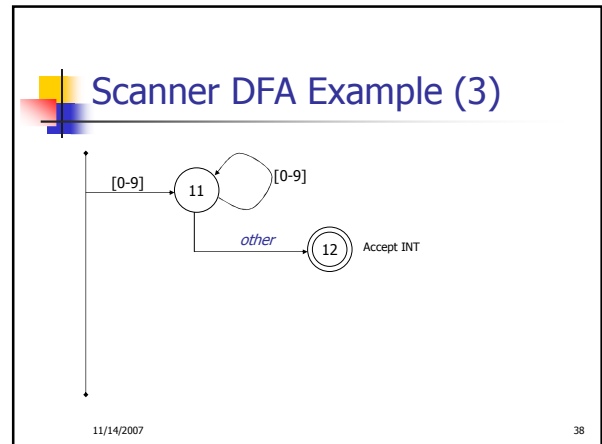 Scanner DFA Example (3)
[0-9]
11
[0-9]
other
12
Accept INT
11/14/2007
38